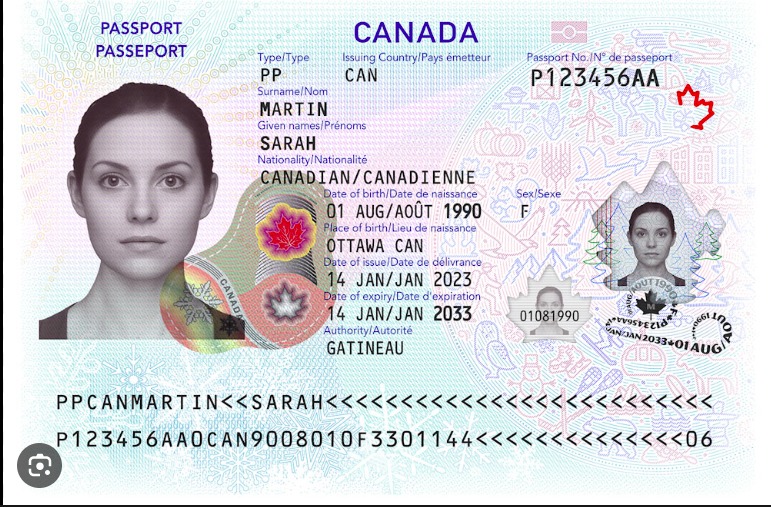 PASSPORT
PASSEPORT
CANADA
Type/Type Issuing Country/Pays émetteur Passport No./N° de passeport
PP CAN P123456AA
Surname/Nom
MARTIN
Given names/Prénoms
SARAH
Nationality/Nationalité
CANADIAN/CANADIENNE
Date of birth/Date de naissance Sex/Sexe
01 AUG/AOÛT 1990 F
Place of birth/Lieu de naissance
OTTAWA CAN
Date of issue/Date de délivrance
14 JAN/JAN 2023
Date of expiry/Date d'expiration
14 JAN/JAN 2033
Authority/Autorité
GATINEAU
CANADA
01081990
M
PPCANMARTIN<<SARAH<<<<<<<<<<<<<<<<<<<<<<<<<<
P123456AA0CAN9008010F3301144<<<<<<<<<<<<<<06